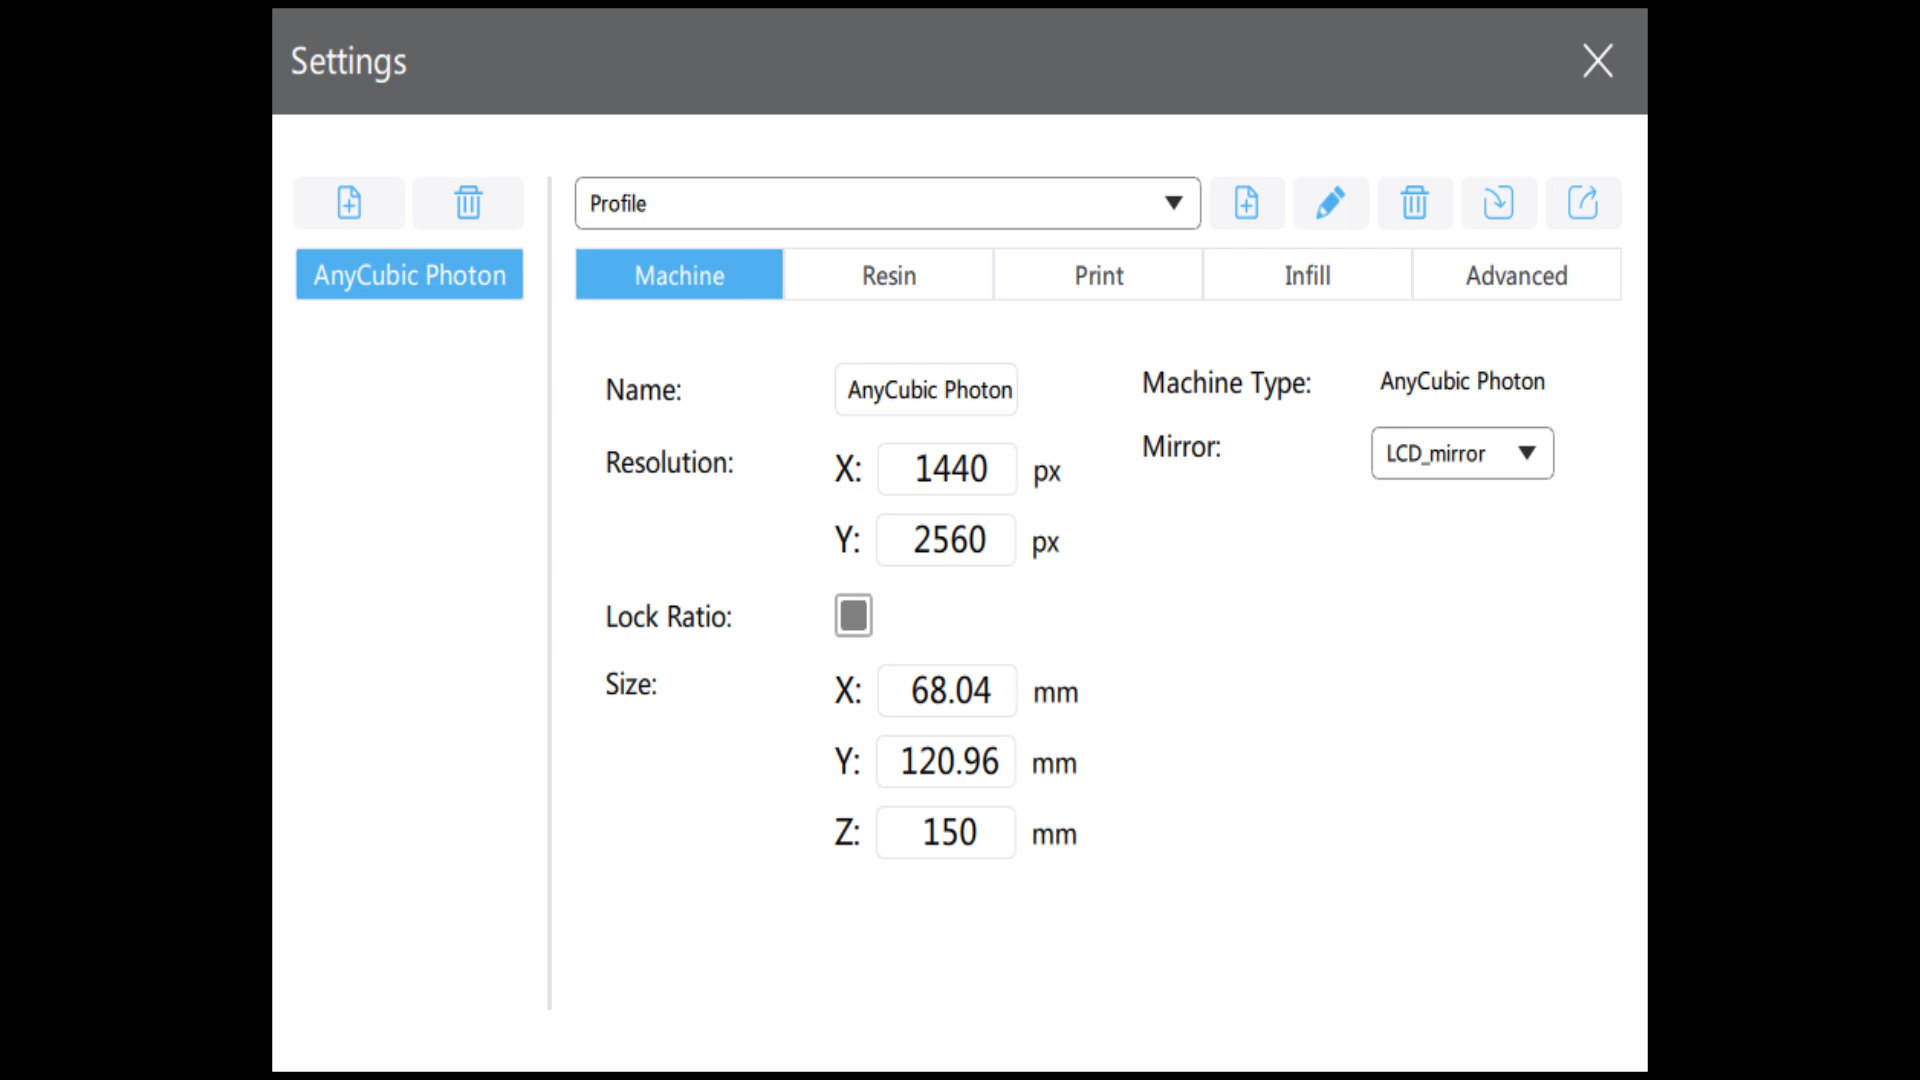 Settings
Profile
AnyCubic Photon
Machine
Resin
Print
Infill
Advanced
Name:
AnyCubic Photon
Machine Type:
AnyCubic Photon
Resolution:
X: 1440 px
Mirror:
LCD_mirror
Y: 2560 px
Lock Ratio:
Size:
X: 68.04 mm
Y: 120.96 mm
Z: 150 mm